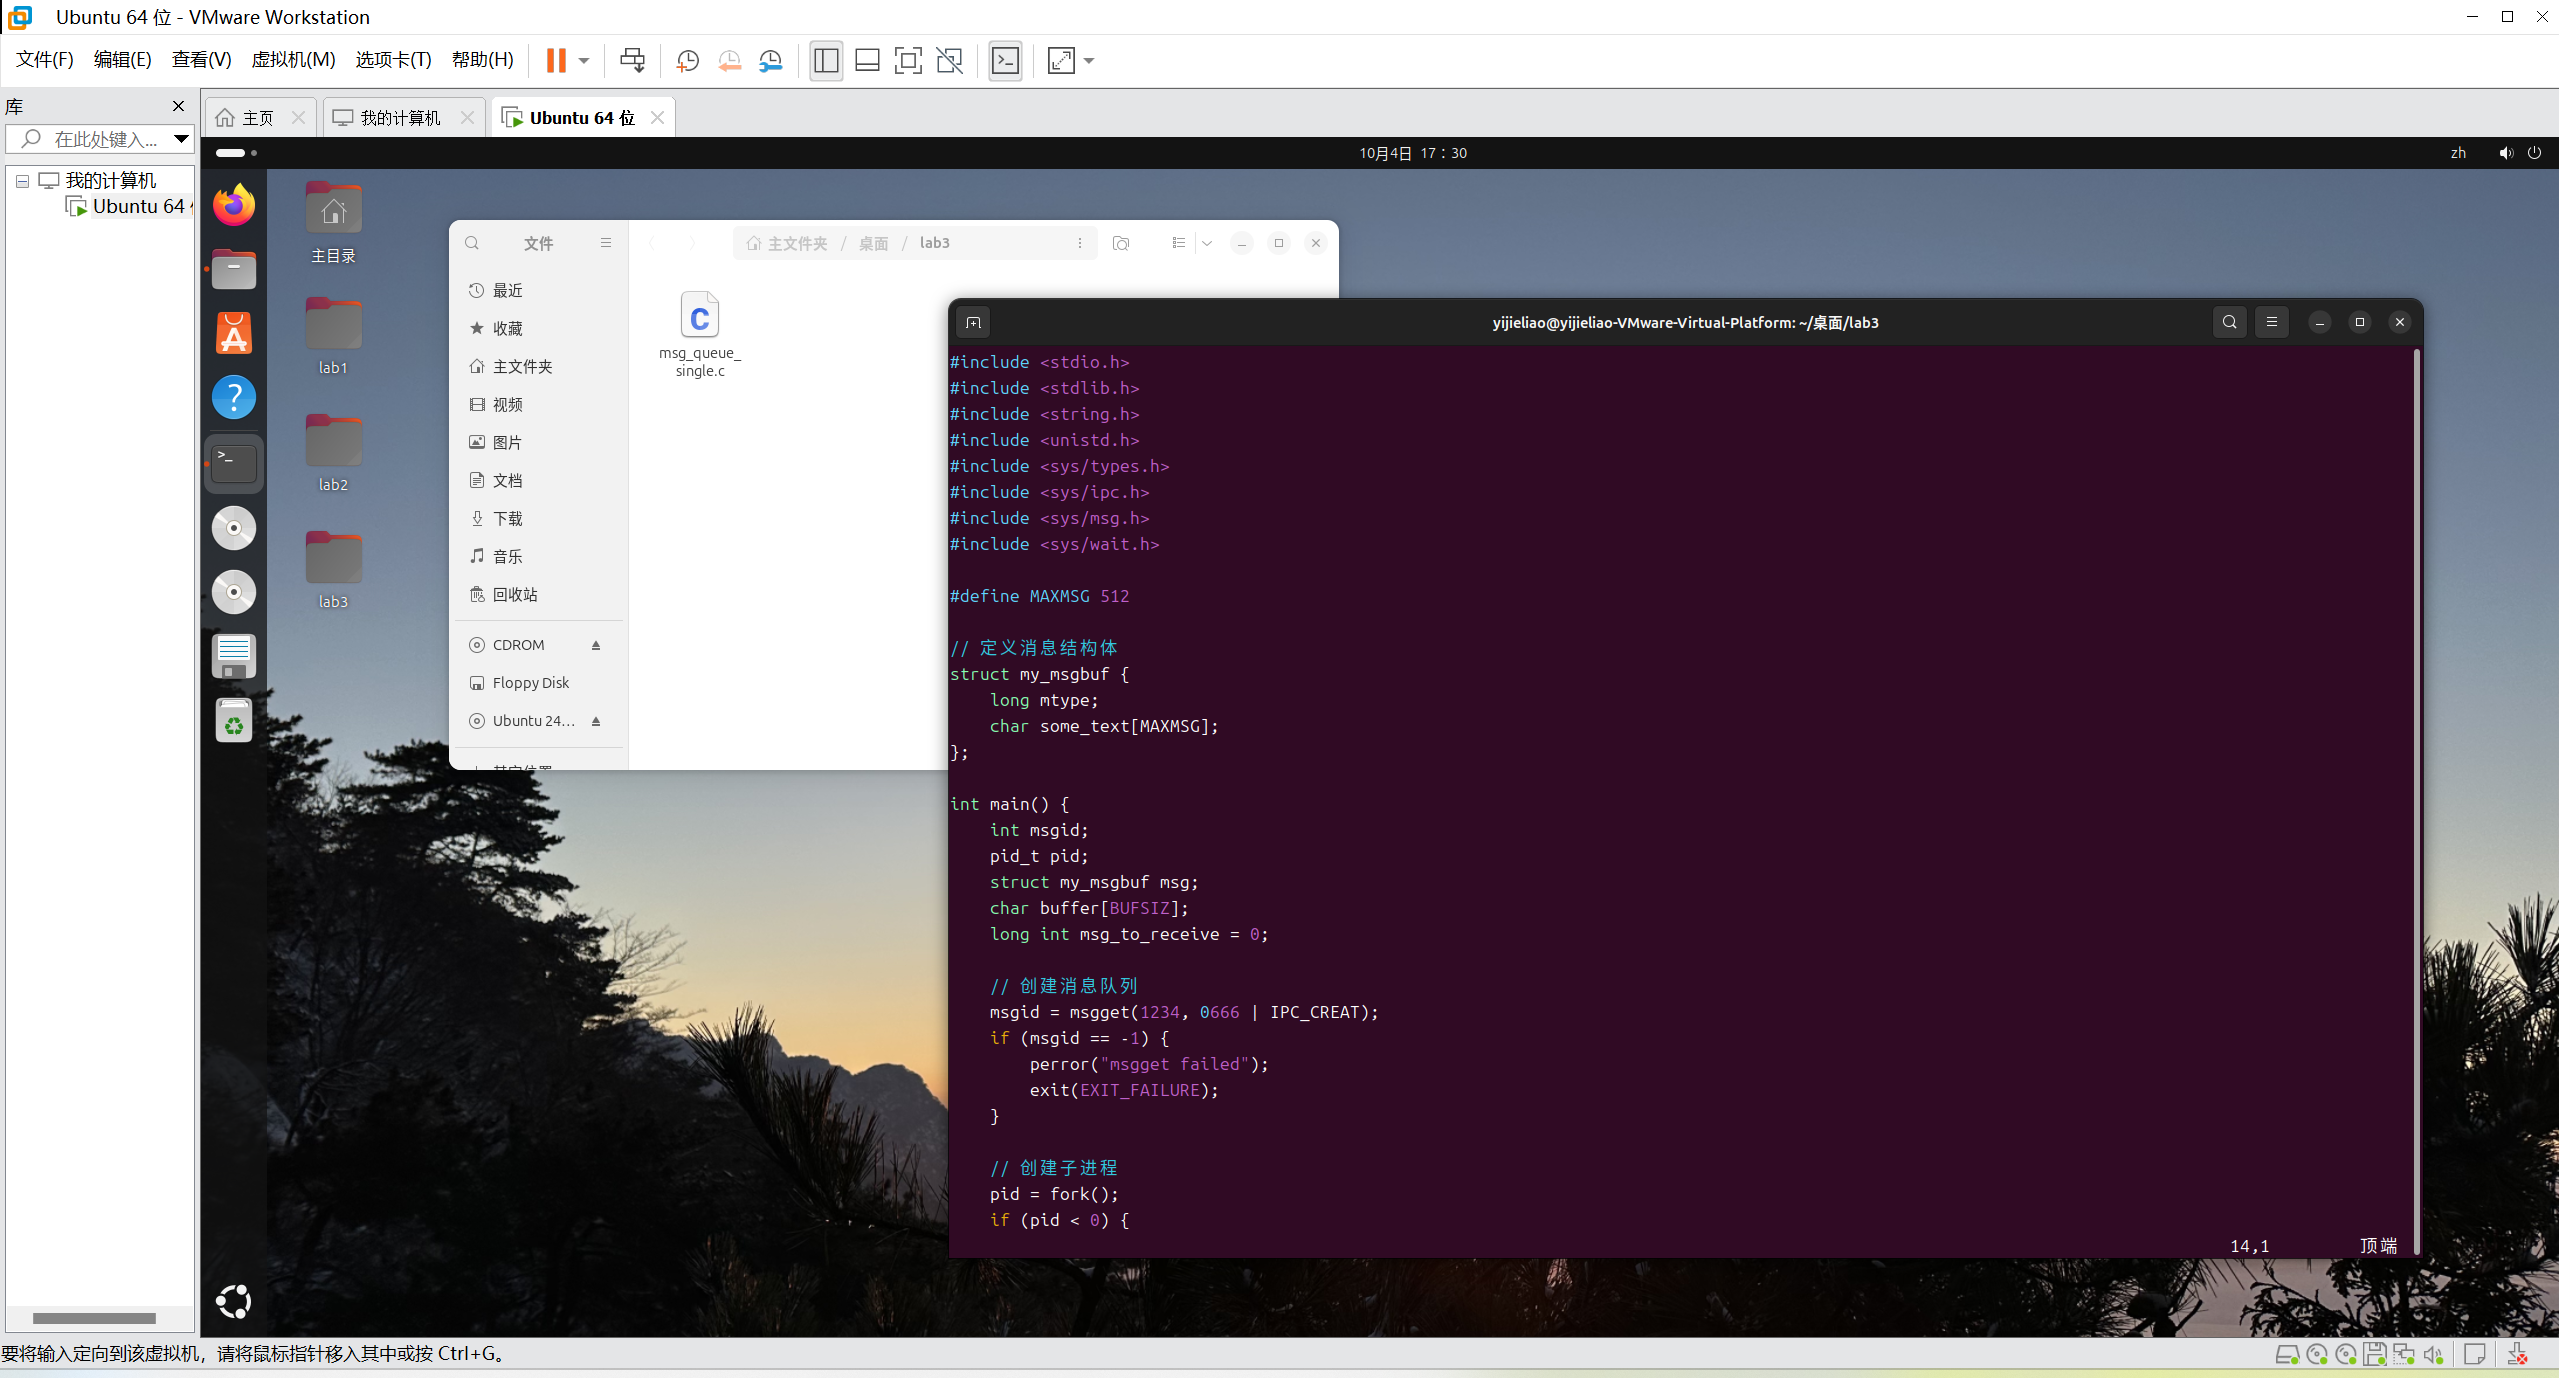 Ubuntu 64 位 - VMware Workstation
文件(F) 编辑(E) 查看(V) 虚拟机(M) 选项卡(T) 帮助(H)
库
在此处键入...
我的计算机
Ubuntu 64
主页 我的计算机 Ubuntu 64 位
10月4日 17：30
zh
主目录
lab1
lab2
lab3
文件
主文件夹 / 桌面 / lab3
最近
收藏
主文件夹
视频
图片
文档
下载
音乐
回收站
CDROM
Floppy Disk
Ubuntu 24...
msg_queue_
single.c
yijieliao@yijieliao-VMware-Virtual-Platform: ~/桌面/lab3
#include <stdio.h>
#include <stdlib.h>
#include <string.h>
#include <unistd.h>
#include <sys/types.h>
#include <sys/ipc.h>
#include <sys/msg.h>
#include <sys/wait.h>
#define MAXMSG 512
// 定义消息结构体
struct my_msgbuf {
    long mtype;
    char some_text[MAXMSG];
};
int main() {
    int msgid;
    pid_t pid;
    struct my_msgbuf msg;
    char buffer[BUFSIZ];
    long int msg_to_receive = 0;
    // 创建消息队列
    msgid = msgget(1234, 0666 | IPC_CREAT);
    if (msgid == -1) {
        perror("msgget failed");
        exit(EXIT_FAILURE);
    }
    // 创建子进程
    pid = fork();
    if (pid < 0) {
14,1 顶端
要将输入定向到该虚拟机，请将鼠标指针移入其中或按 Ctrl+G。